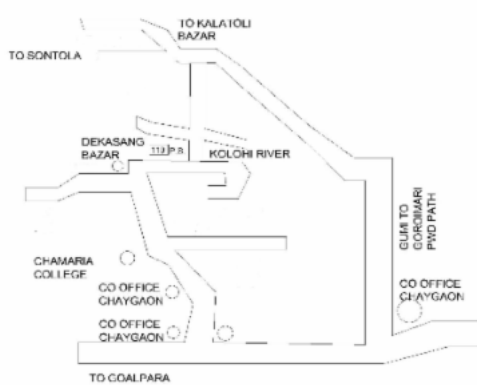 TO KALATOLI
BAZAR
TO SONTOLA
DEKASANG
BAZAR
KOLOHI RIVER
GUMI TO
GOROIMARI
PWD PATH
CHAMARIA
COLLEGE
CO OFFICE
CHAYGAON
CO OFFICE
CHAYGAON
CO OFFICE
CHAYGAON
TO GOALPARA